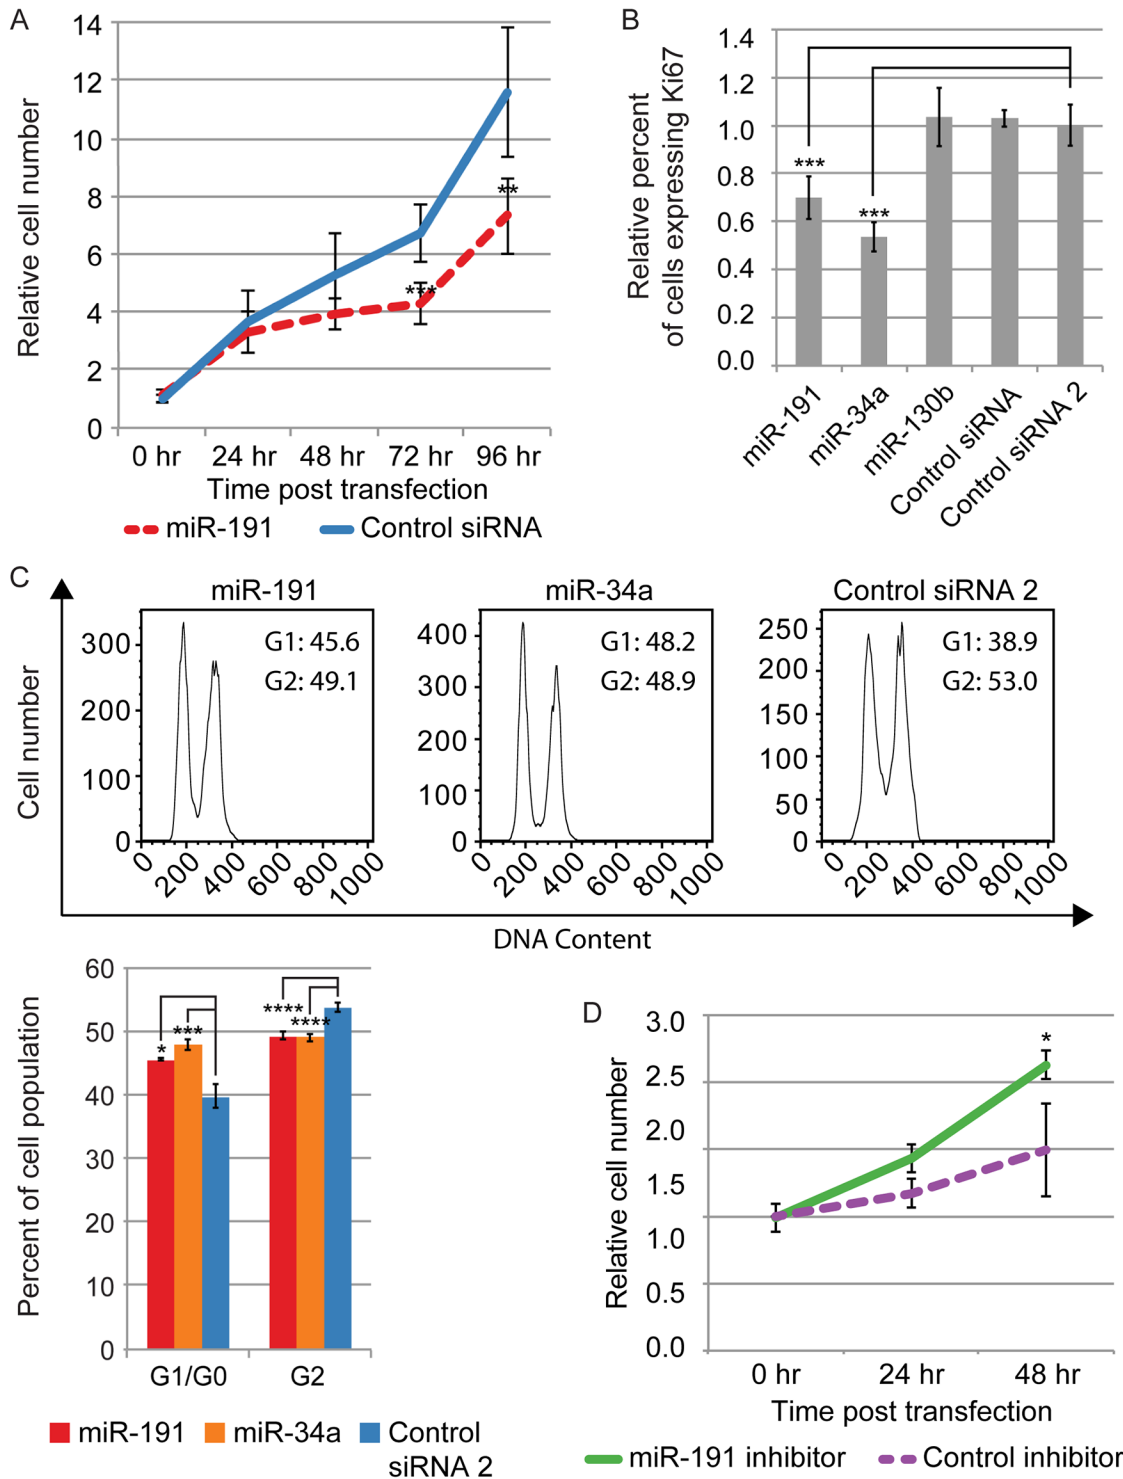 A
14
12
10
8
6
4
2
0
Relative cell number
**
***
0 hr
24 hr
48 hr
72 hr
96 hr
Time post transfection
miR-191
Control siRNA
B
1.4
1.2
1.0
0.8
0.6
0.4
0.2
0.0
Relative percent
of cells expressing Ki67
***
***
miR-191
miR-34a
miR-130b
Control siRNA
Control siRNA 2
C
Cell number
miR-191
300
200
100
0
G1: 45.6
G2: 49.1
0
200
400
600
800
1000
miR-34a
400
300
200
100
0
G1: 48.2
G2: 48.9
0
200
400
600
800
1000
Control siRNA 2
250
200
150
100
50
0
G1: 38.9
G2: 53.0
0
200
400
600
800
1000
DNA Content
60
50
40
30
20
10
0
Percent of cell population
*
***
****
****
G1/G0
G2
miR-191
miR-34a
Control
siRNA 2
D
3.0
2.5
2.0
1.5
1.0
0.5
0.0
Relative cell number
*
0 hr
24 hr
48 hr
Time post transfection
miR-191 inhibitor
Control inhibitor